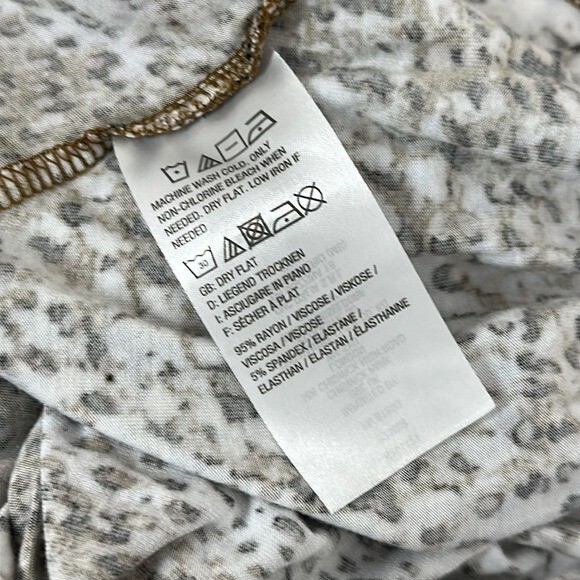 MACHINE WASH COLD, ONLY
NON-CHLORINE BLEACH WHEN
NEEDED, DRY FLAT, LOW IRON IF
NEEDED
30
GB: DRY FLAT
D: LIEGEND TROCKNEN
I: ASCIUGARE IN PIANO
F: SÉCHER À PLAT
95% RAYON / VISCOSE / VISKOSE /
VISCOSA / VISCOSE
5% SPANDEX / ELASTANE /
ELASTHAN / ELASTAN / ÉLASTHANNE